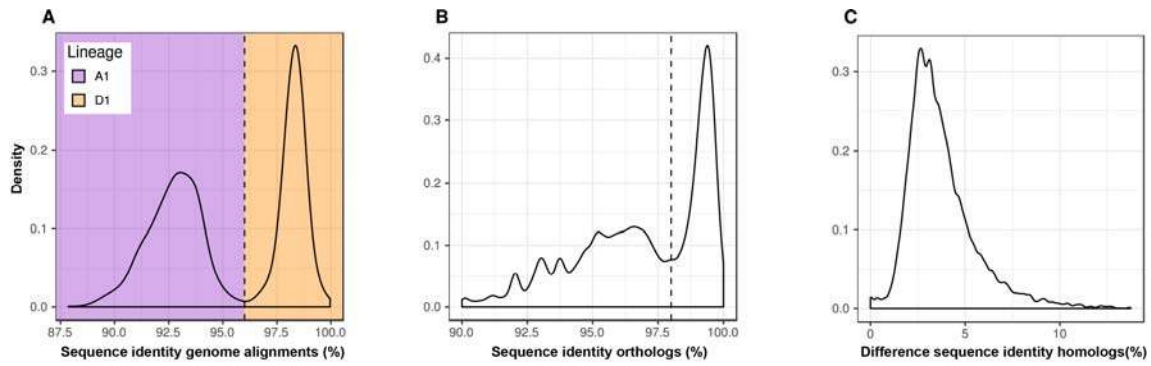 A
Lineage
A1
D1
Density
0.3
0.2
0.1
0.0
87.5 90.0 92.5 95.0 97.5 100.0
Sequence identity genome alignments (%)
B
0.4
0.3
0.2
0.1
0.0
90.0 92.5 95.0 97.5 100.0
Sequence identity orthologs (%)
C
0.3
0.2
0.1
0.0
0 5 10
Difference sequence identity homologs(%)